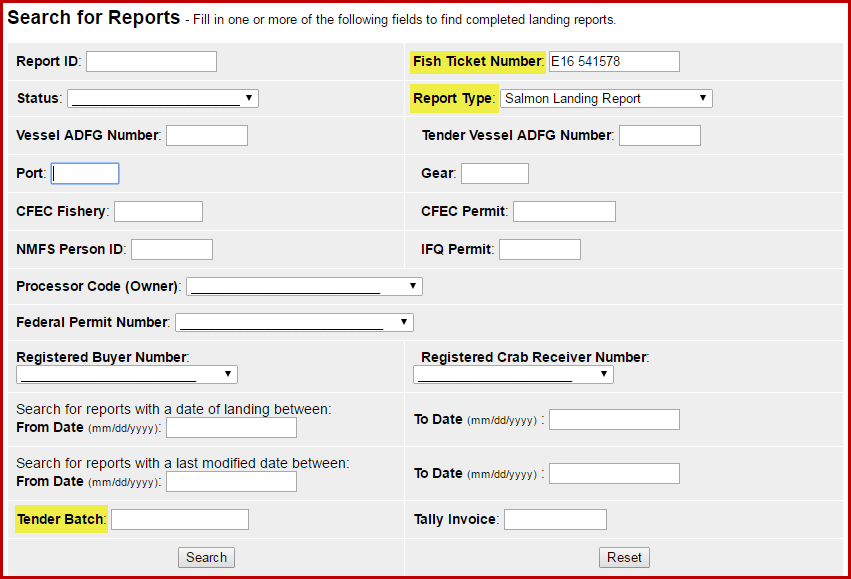 Search for Reports - Fill in one or more of the following fields to find completed landing reports.
Report ID:
Fish Ticket Number: E16 541578
Status:
Report Type: Salmon Landing Report
Vessel ADFG Number:
Tender Vessel ADFG Number:
Port:
Gear:
CFEC Fishery:
CFEC Permit:
NMFS Person ID:
IFQ Permit:
Processor Code (Owner):
Federal Permit Number:
Registered Buyer Number:
Registered Crab Receiver Number:
Search for reports with a date of landing between:
From Date (mm/dd/yyyy):
To Date (mm/dd/yyyy) :
Search for reports with a last modified date between:
From Date (mm/dd/yyyy):
To Date (mm/dd/yyyy) :
Tender Batch:
Tally Invoice:
Search
Reset